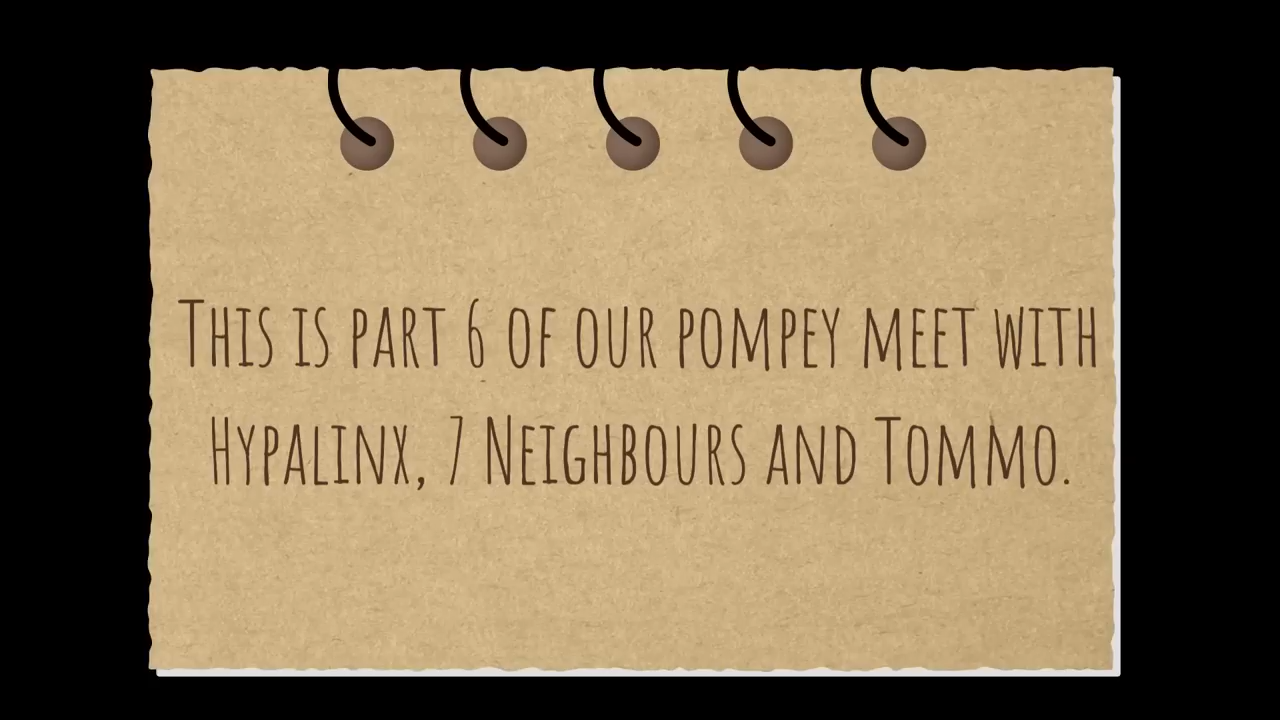 This is part 6 of our pompey meet with
Hypalinx, 7 Neighbours and Tommo.